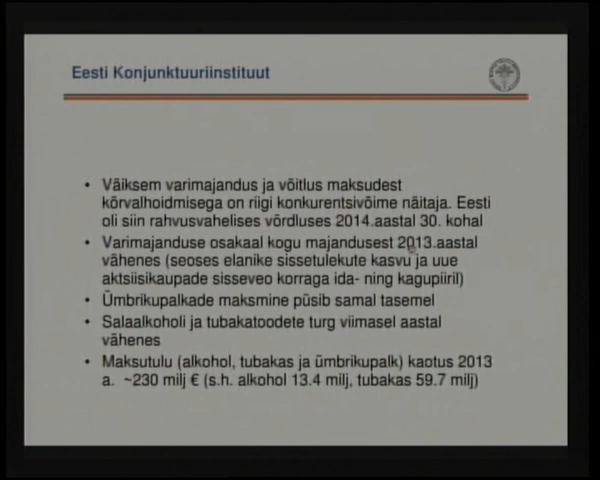 Eesti Konjunktuuriinstituut
• Väiksem varimajandus ja võitlus maksudest
kõrvalhoidmisega on riigi konkurentsivõime näitaja. Eesti
oli siin rahvusvahelises võrdluses 2014.aastal 30. kohal
• Varimajanduse osakaal kogu majandusest 2013.aastal
vähenes (seoses elanike sissetulekute kasvu ja uue
aktsiisikaupade sisseveo korraga ida- ning kagupiiril)
• Ümbrikupalkade maksmine püsib samal tasemel
• Salaalkoholi ja tubakatoodete turg viimasel aastal
vähenes
• Maksutulu (alkohol, tubakas ja ümbrikupalk) kaotus 2013
a. ~230 milj € (s.h. alkohol 13.4 milj, tubakas 59.7 milj)